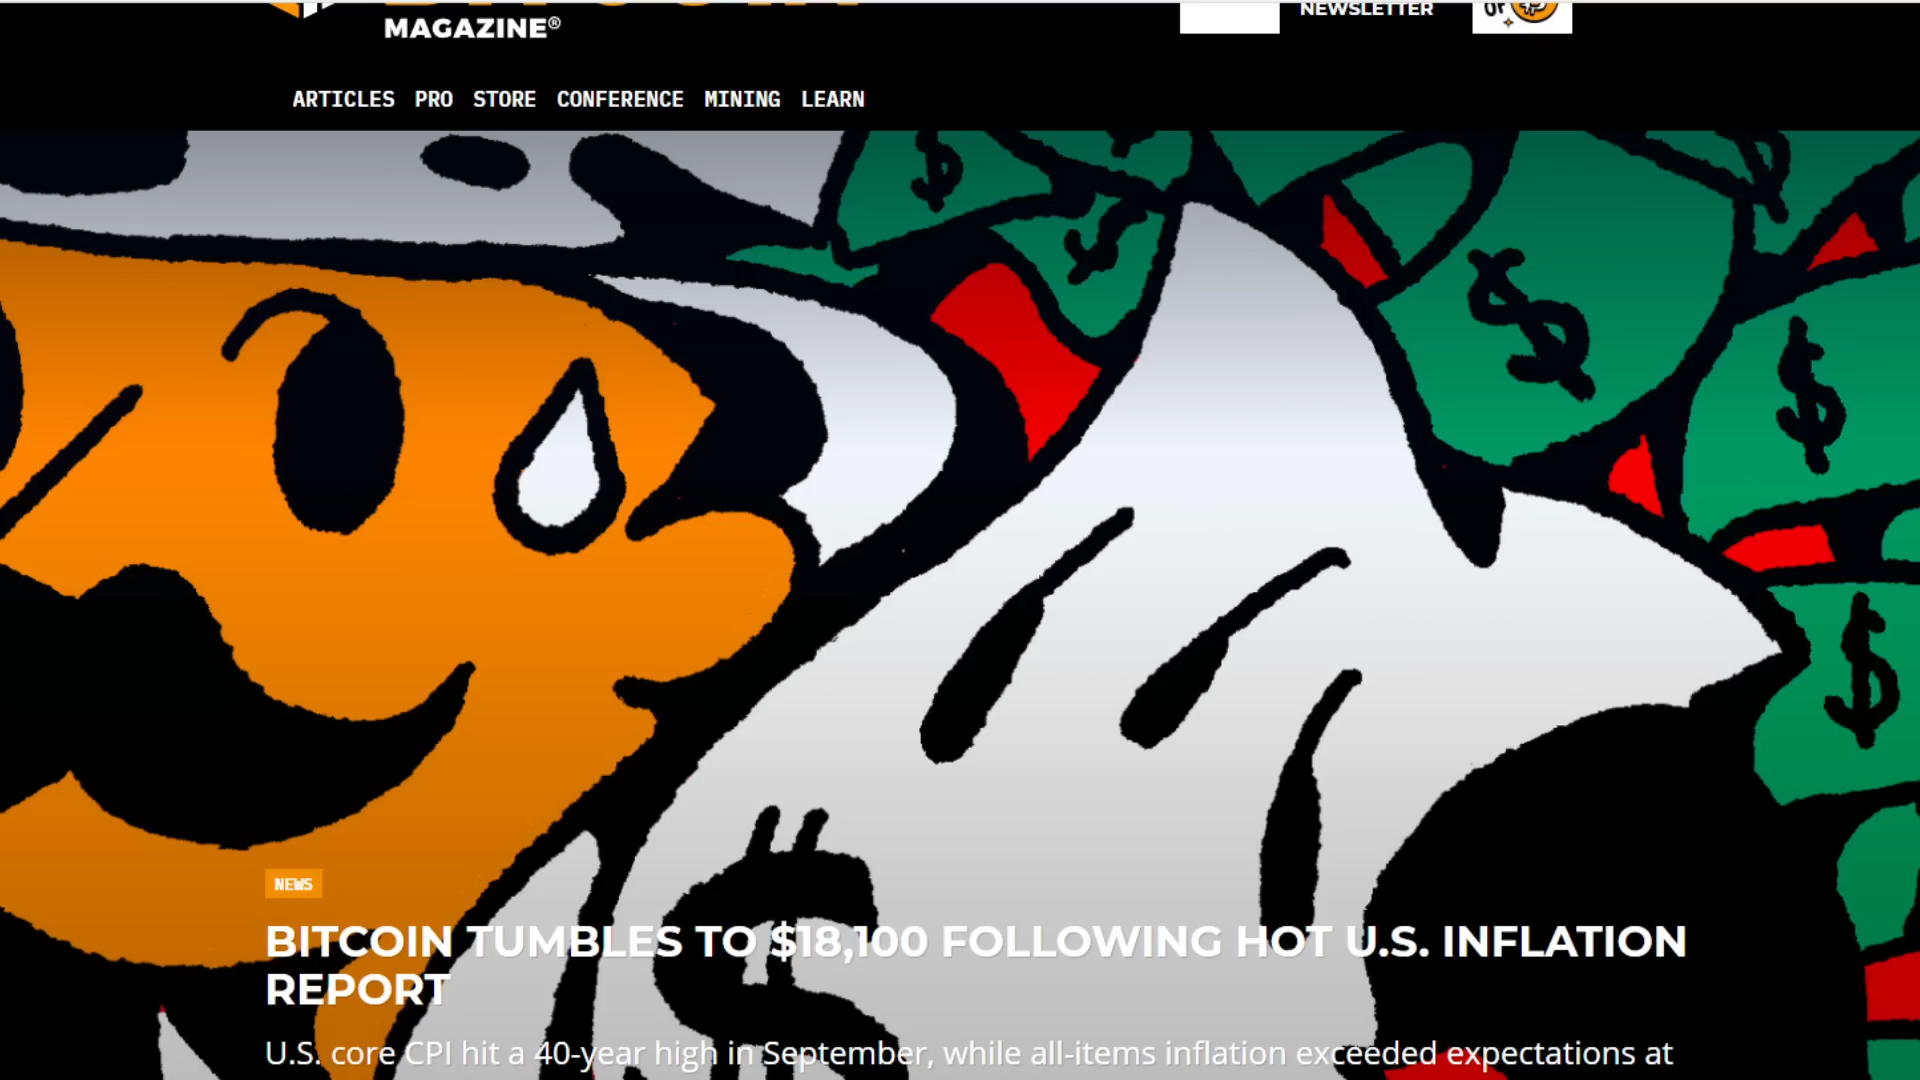 MAGAZINE®
NEWSLETTER
OF
ARTICLES PRO STORE CONFERENCE MINING LEARN
NEWS
BITCOIN TUMBLES TO $18,100 FOLLOWING HOT U.S. INFLATION
REPORT
U.S. core CPI hit a 40-year high in September, while all-items inflation exceeded expectations at